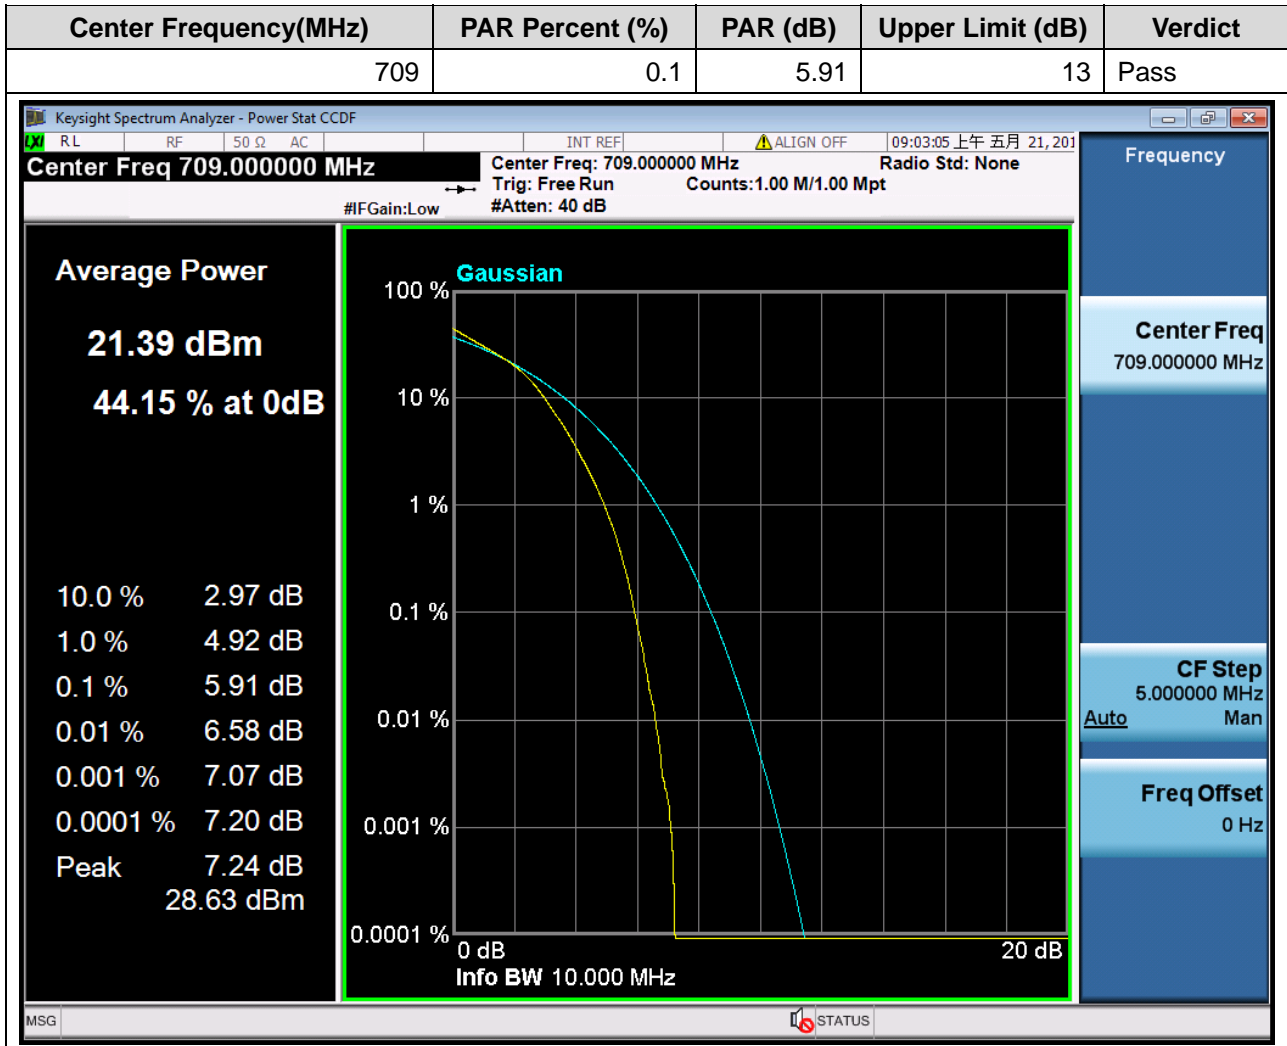 Center Frequency(MHz) PAR Percent (%) PAR (dB) Upper Limit (dB) Verdict
709 0.1 5.91 13 Pass
Keysight Spectrum Analyzer - Power Stat CCDF
LXI RL RF 50 Ω AC INT REF ALIGN OFF 09:03:05 上午 五月 21, 201
Center Freq 709.000000 MHz
Center Freq: 709.000000 MHz Radio Std: None
Trig: Free Run Counts:1.00 M/1.00 Mpt
#IFGain:Low #Atten: 40 dB
Average Power
21.39 dBm
44.15 % at 0dB
10.0 % 2.97 dB
1.0 % 4.92 dB
0.1 % 5.91 dB
0.01 % 6.58 dB
0.001 % 7.07 dB
0.0001 % 7.20 dB
Peak 7.24 dB
28.63 dBm
Gaussian
100 %
10 %
1 %
0.1 %
0.01 %
0.001 %
0.0001 %
0 dB 20 dB
Info BW 10.000 MHz
Frequency
Center Freq
709.000000 MHz
CF Step
5.000000 MHz
Auto Man
Freq Offset
0 Hz
MSG STATUS